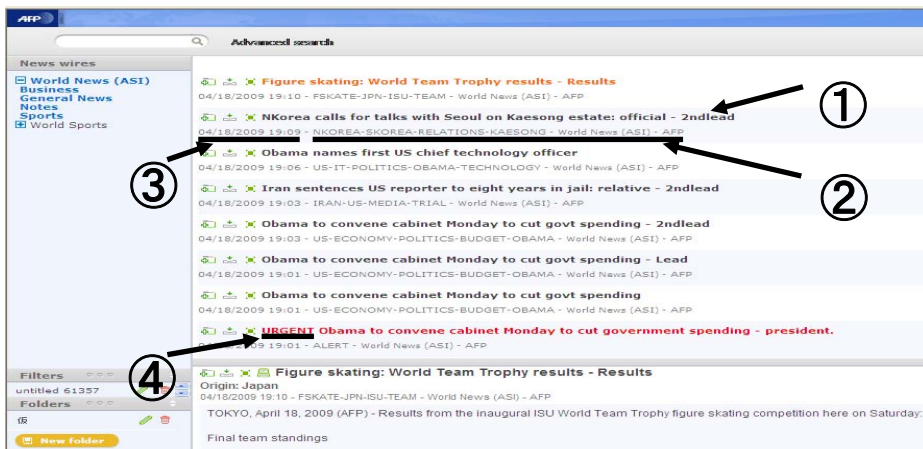 AFP
Advanced search
News wires
World News (ASI)
Business
General News
Notes
Sports
World Sports
Figure skating: World Team Trophy results - Results
04/18/2009 19:10 - FSKATE-JPN-ISU-TEAM - World News (ASI) - AFP
NKorea calls for talks with Seoul on Kaesong estate: official - 2ndlead
04/18/2009 19:09 - NKOREA-SKOREA-RELATIONS-KAESONG - World News (ASI) - AFP
①
Obama names first US chief technology officer
04/18/2009 19:06 - US-IT-POLITICS-OBAMA-TECHNOLOGY - World News (ASI) - AFP
③
②
Iran sentences US reporter to eight years in jail: relative - 2ndlead
04/18/2009 19:03 - IRAN-US-MEDIA-TRIAL - World News (ASI) - AFP
Obama to convene cabinet Monday to cut govt spending - 2ndlead
04/18/2009 19:03 - US-ECONOMY-POLITICS-BUDGET-OBAMA - World News (ASI) - AFP
Obama to convene cabinet Monday to cut govt spending - Lead
04/18/2009 19:01 - US-ECONOMY-POLITICS-BUDGET-OBAMA - World News (ASI) - AFP
Obama to convene cabinet Monday to cut govt spending
04/18/2009 19:01 - US-ECONOMY-POLITICS-BUDGET-OBAMA - World News (ASI) - AFP
URGENT Obama to convene cabinet Monday to cut government spending - president.
04/18/2009 19:01 - ALERT - World News (ASI) - AFP
④
Filters
untitled 61357
Folders
仮
New folder
Figure skating: World Team Trophy results - Results
Origin: Japan
04/18/2009 19:10 - FSKATE-JPN-ISU-TEAM - World News (ASI) - AFP
TOKYO, April 18, 2009 (AFP) - Results from the inaugural ISU World Team Trophy figure skating competition here on Saturday:
Final team standings